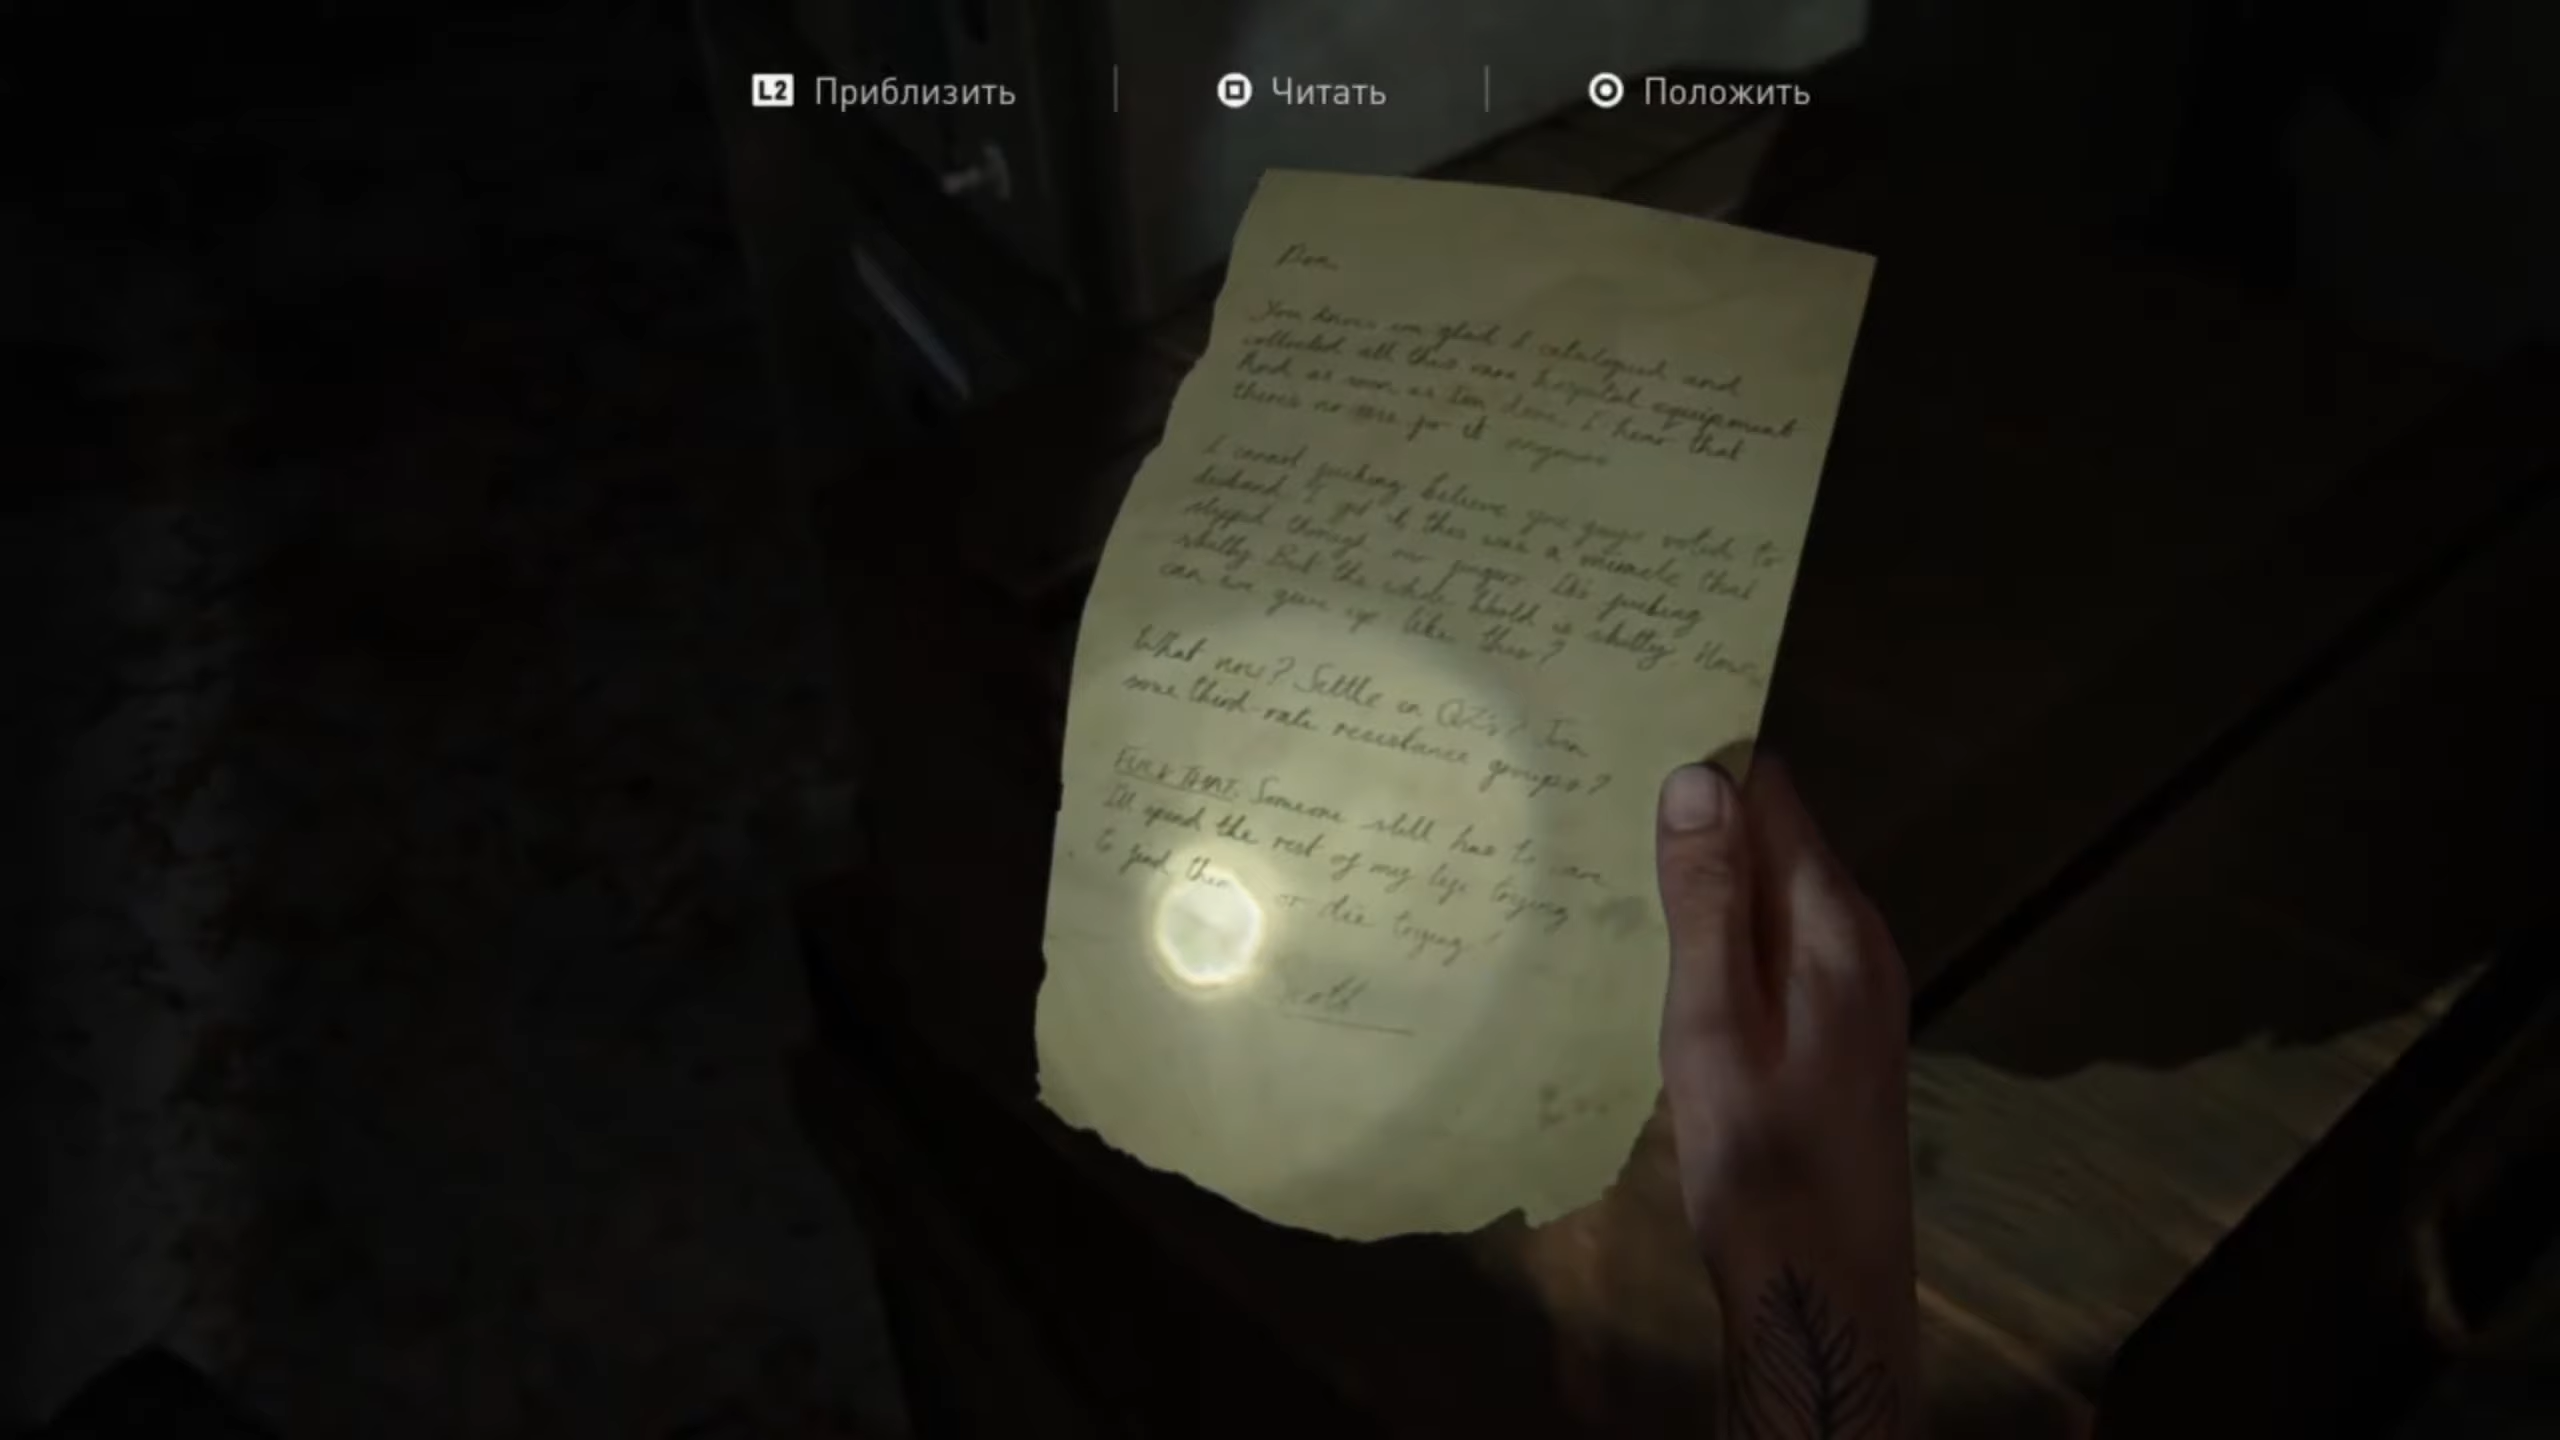 L2 Приблизить | Читать | Положить
You know im glad I catalogued and
collected all this rare hospital equipment
And as soon as I'm done, I hear that
there's no use for it anymore
I cannot fucking believe you guys voted to
disband I get it this was a miracle that
slipped through our fingers. It's fucking
shitty. But the whole World is shitty How
can we give up like this?
What now? Settle in QZ's? Join
some third-rate resistance groups?
FUCK THAT. Someone still has to care
I'll spend the rest of my life trying
to find them or die trying!